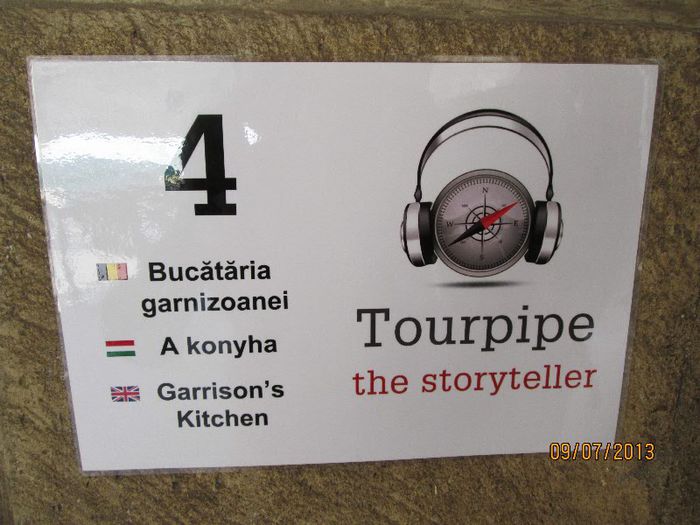 4
Bucătăria
garnizoanei
A konyha
Garrison's
Kitchen
N
W
E
S
Tourpipe
the storyteller
09/07/2013